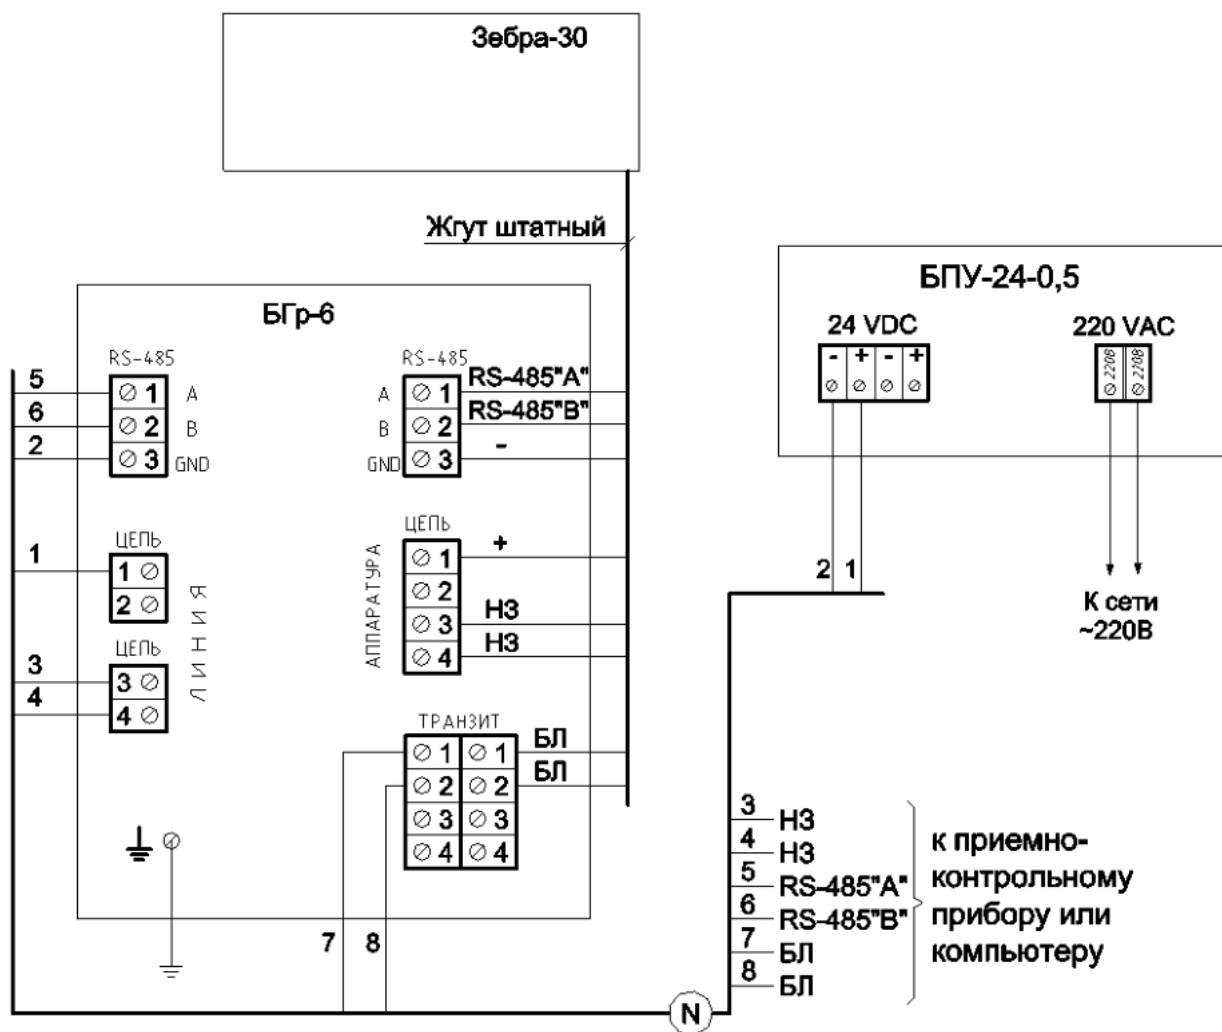 Зебра-30
Жгут штатный
БГр-6
RS-485
5
1
A
6
2
B
2
3
GND
ЦЕПЬ
1
1
2
ЦЕПЬ
3
3
4
4
ЛИНИЯ
RS-485
A
1
RS-485"A"
B
2
RS-485"B"
GND
3
-
ЦЕПЬ
АППАРАТУРА
1
+
2
3
НЗ
4
НЗ
ТРАНЗИТ
1 1
БЛ
2 2
БЛ
3 3
4 4
7 8
N
БПУ-24-0,5
24 VDC
- + - +
220 VAC
220В 220В
2 1
К сети
~220В
3 НЗ
4 НЗ
5 RS-485"A"
6 RS-485"B"
7 БЛ
8 БЛ
к приемно-
контрольному
прибору или
компьютеру